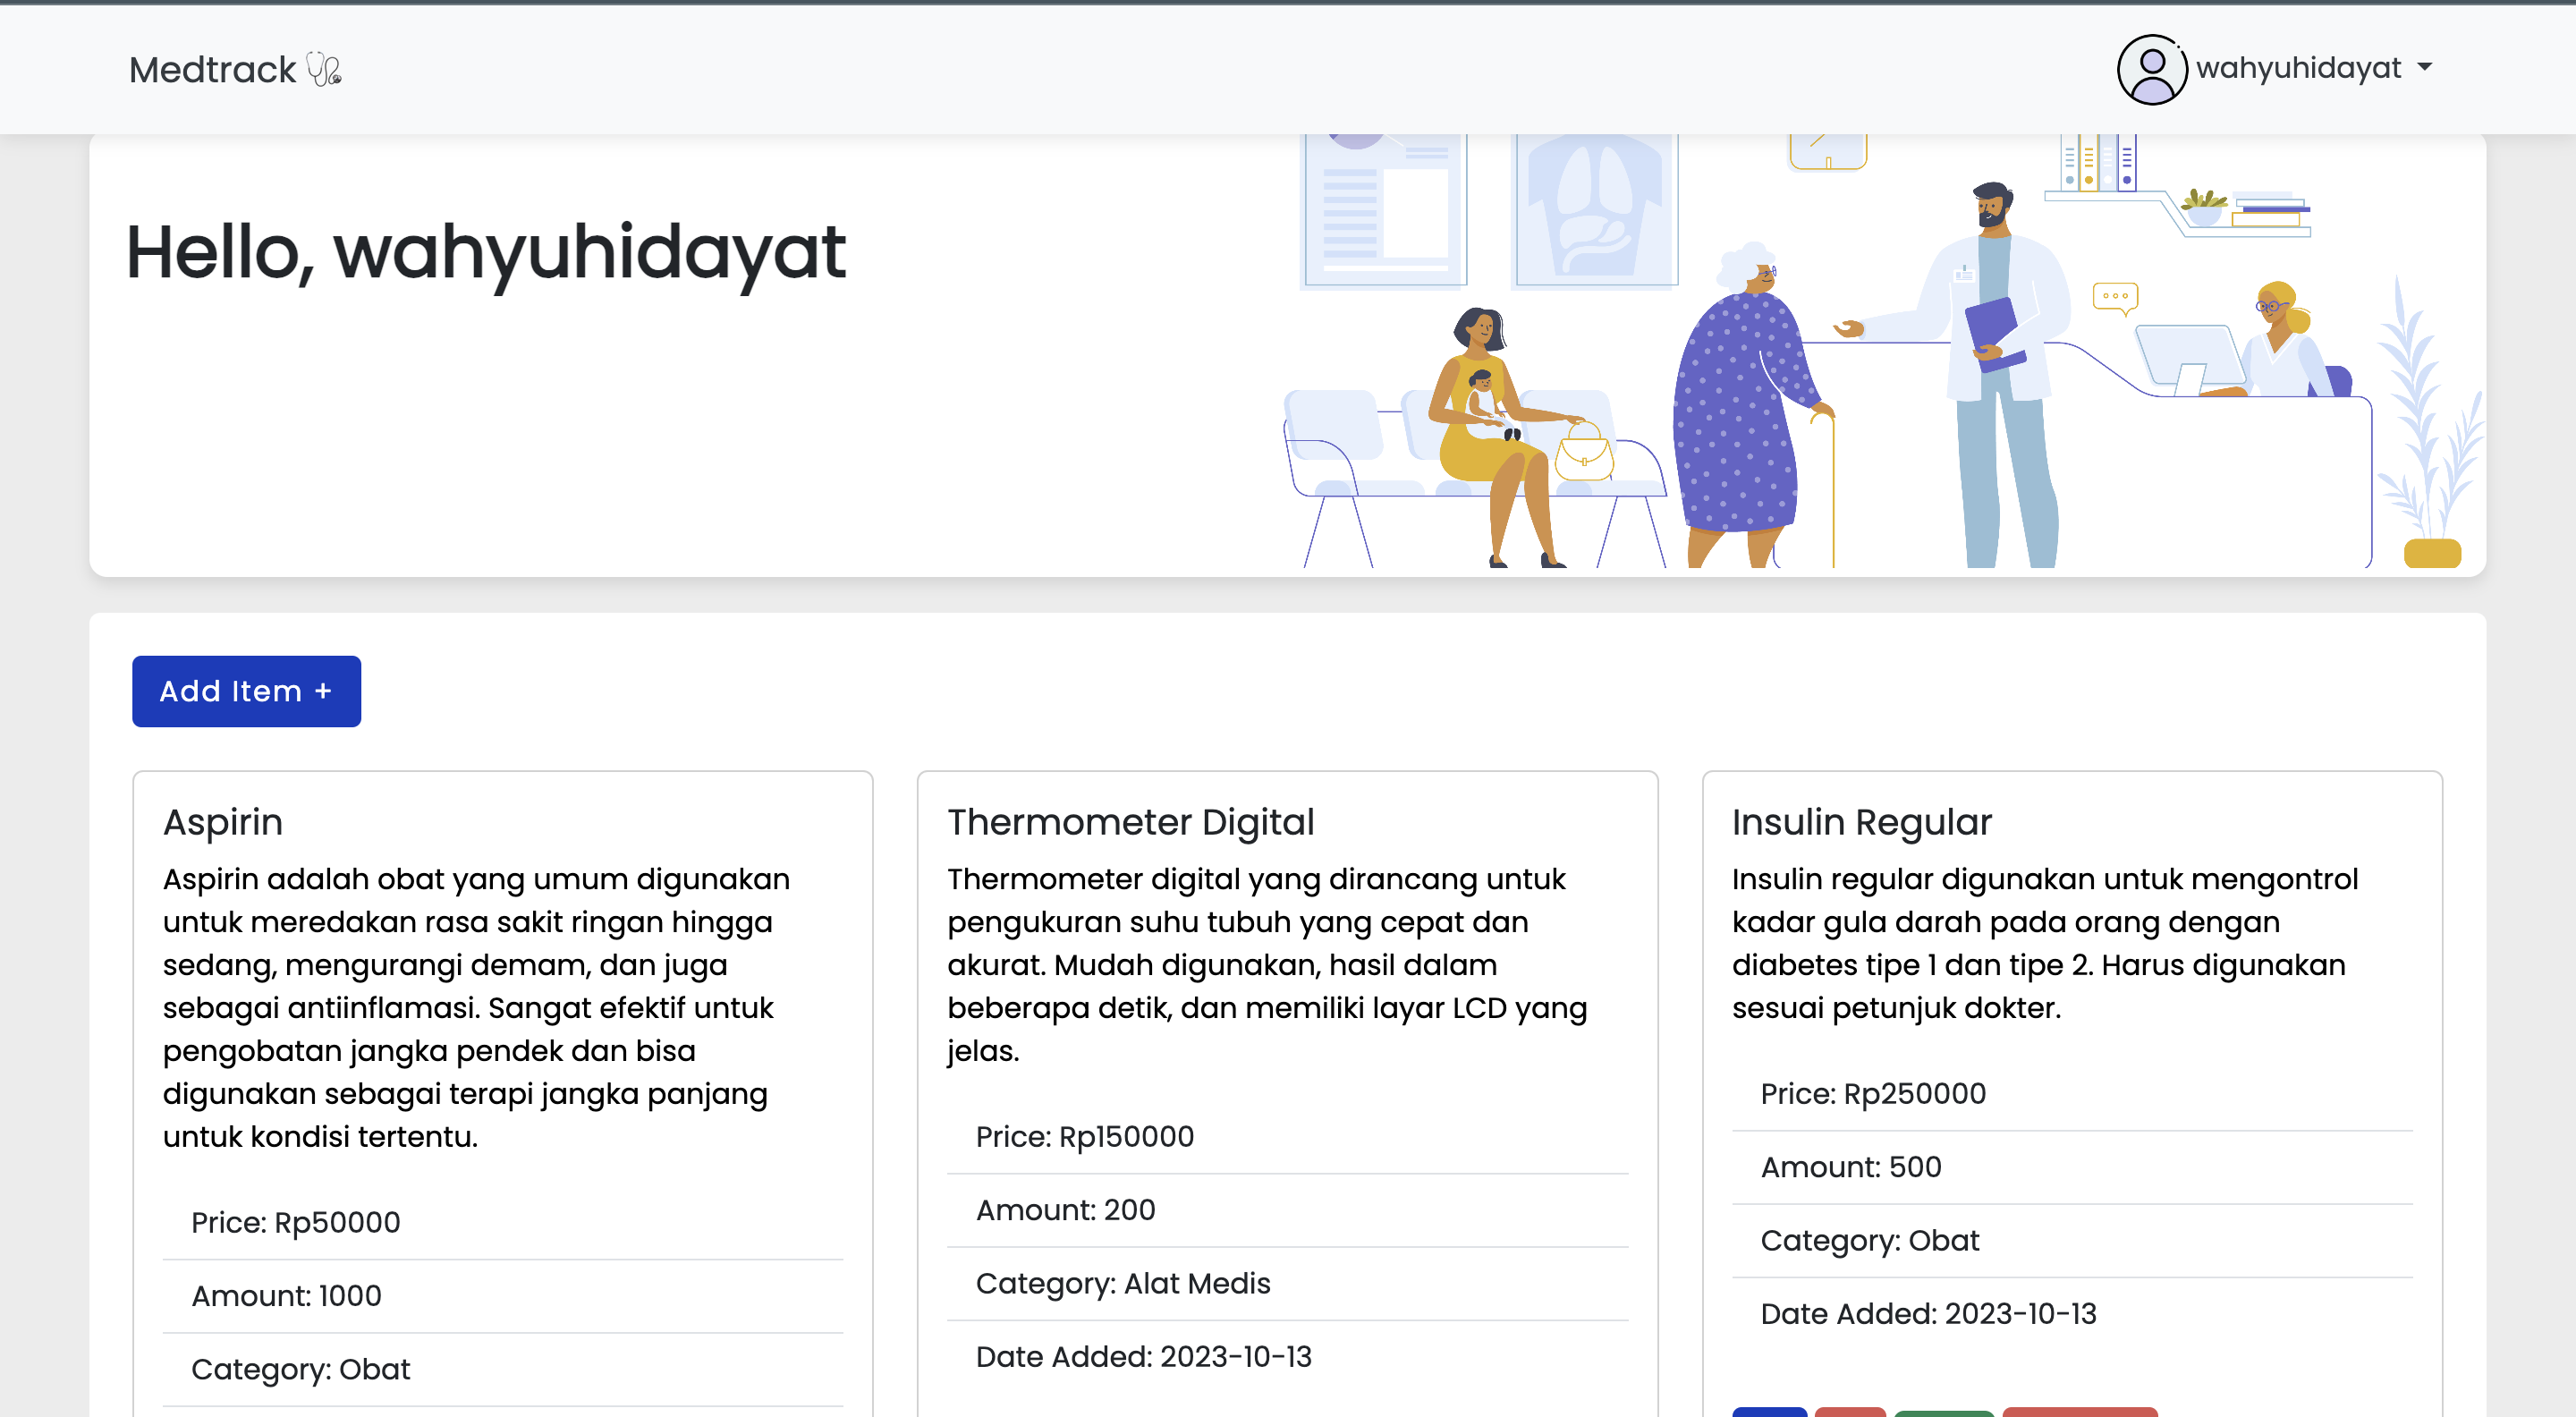 Medtrack
wahyuhidayat
Hello, wahyuhidayat
Add Item +
Aspirin
Aspirin adalah obat yang umum digunakan
untuk meredakan rasa sakit ringan hingga
sedang, mengurangi demam, dan juga
sebagai antiinflamasi. Sangat efektif untuk
pengobatan jangka pendek dan bisa
digunakan sebagai terapi jangka panjang
untuk kondisi tertentu.
Price: Rp50000
Amount: 1000
Category: Obat
Thermometer Digital
Thermometer digital yang dirancang untuk
pengukuran suhu tubuh yang cepat dan
akurat. Mudah digunakan, hasil dalam
beberapa detik, dan memiliki layar LCD yang
jelas.
Price: Rp150000
Amount: 200
Category: Alat Medis
Date Added: 2023-10-13
Insulin Regular
Insulin regular digunakan untuk mengontrol
kadar gula darah pada orang dengan
diabetes tipe 1 dan tipe 2. Harus digunakan
sesuai petunjuk dokter.
Price: Rp250000
Amount: 500
Category: Obat
Date Added: 2023-10-13